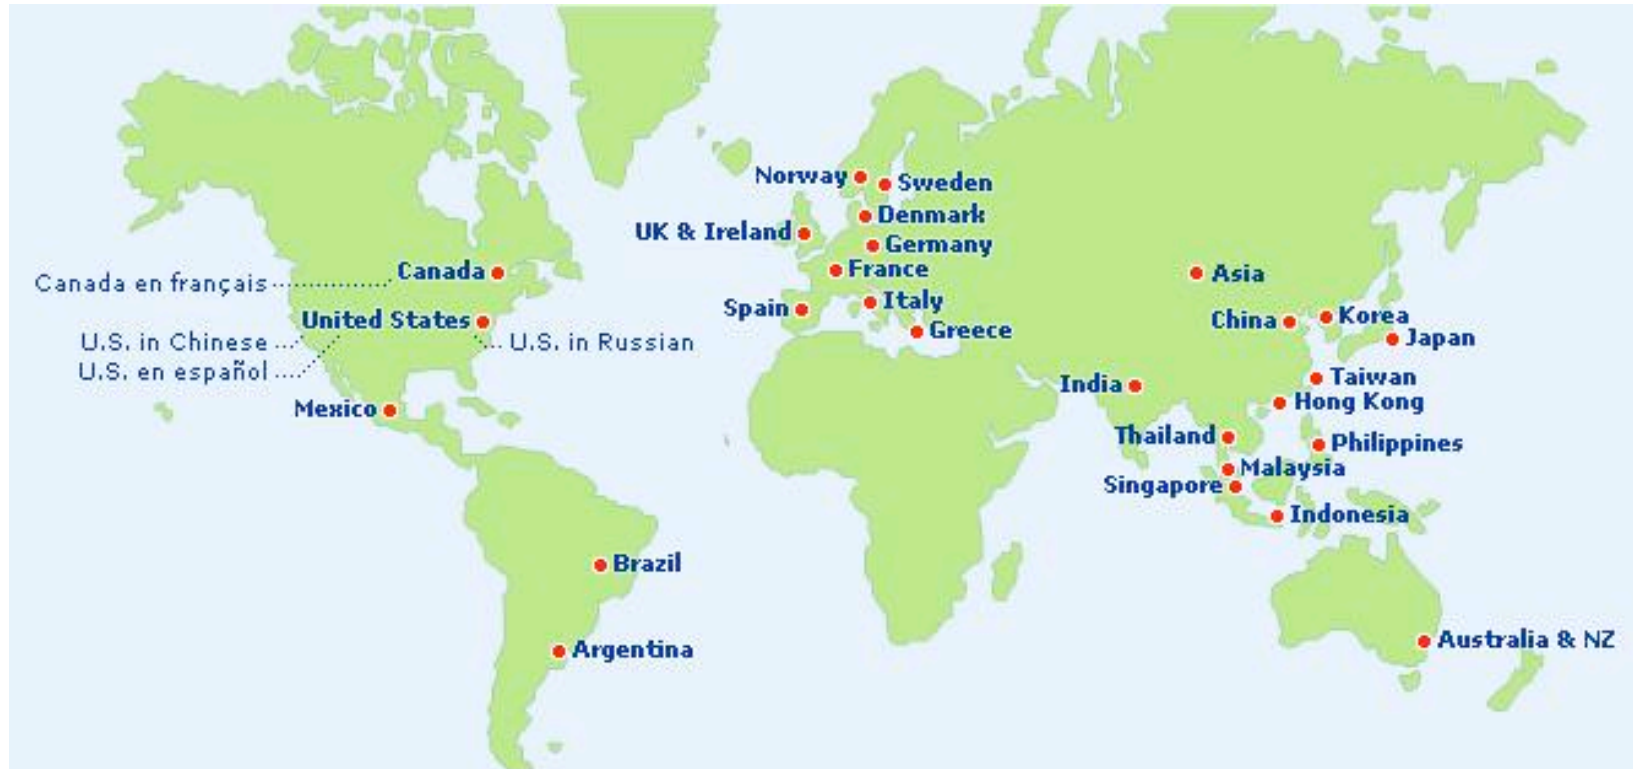 Norway
Sweden
Denmark
UK & Ireland
Germany
Canada
France
Asia
Canada en français
Italy
Spain
United States
China
Korea
Greece
U.S. in Chinese
U.S. in Russian
Japan
U.S. en español
Taiwan
India
Hong Kong
Mexico
Thailand
Philippines
Malaysia
Singapore
Indonesia
Brazil
Australia & NZ
Argentina